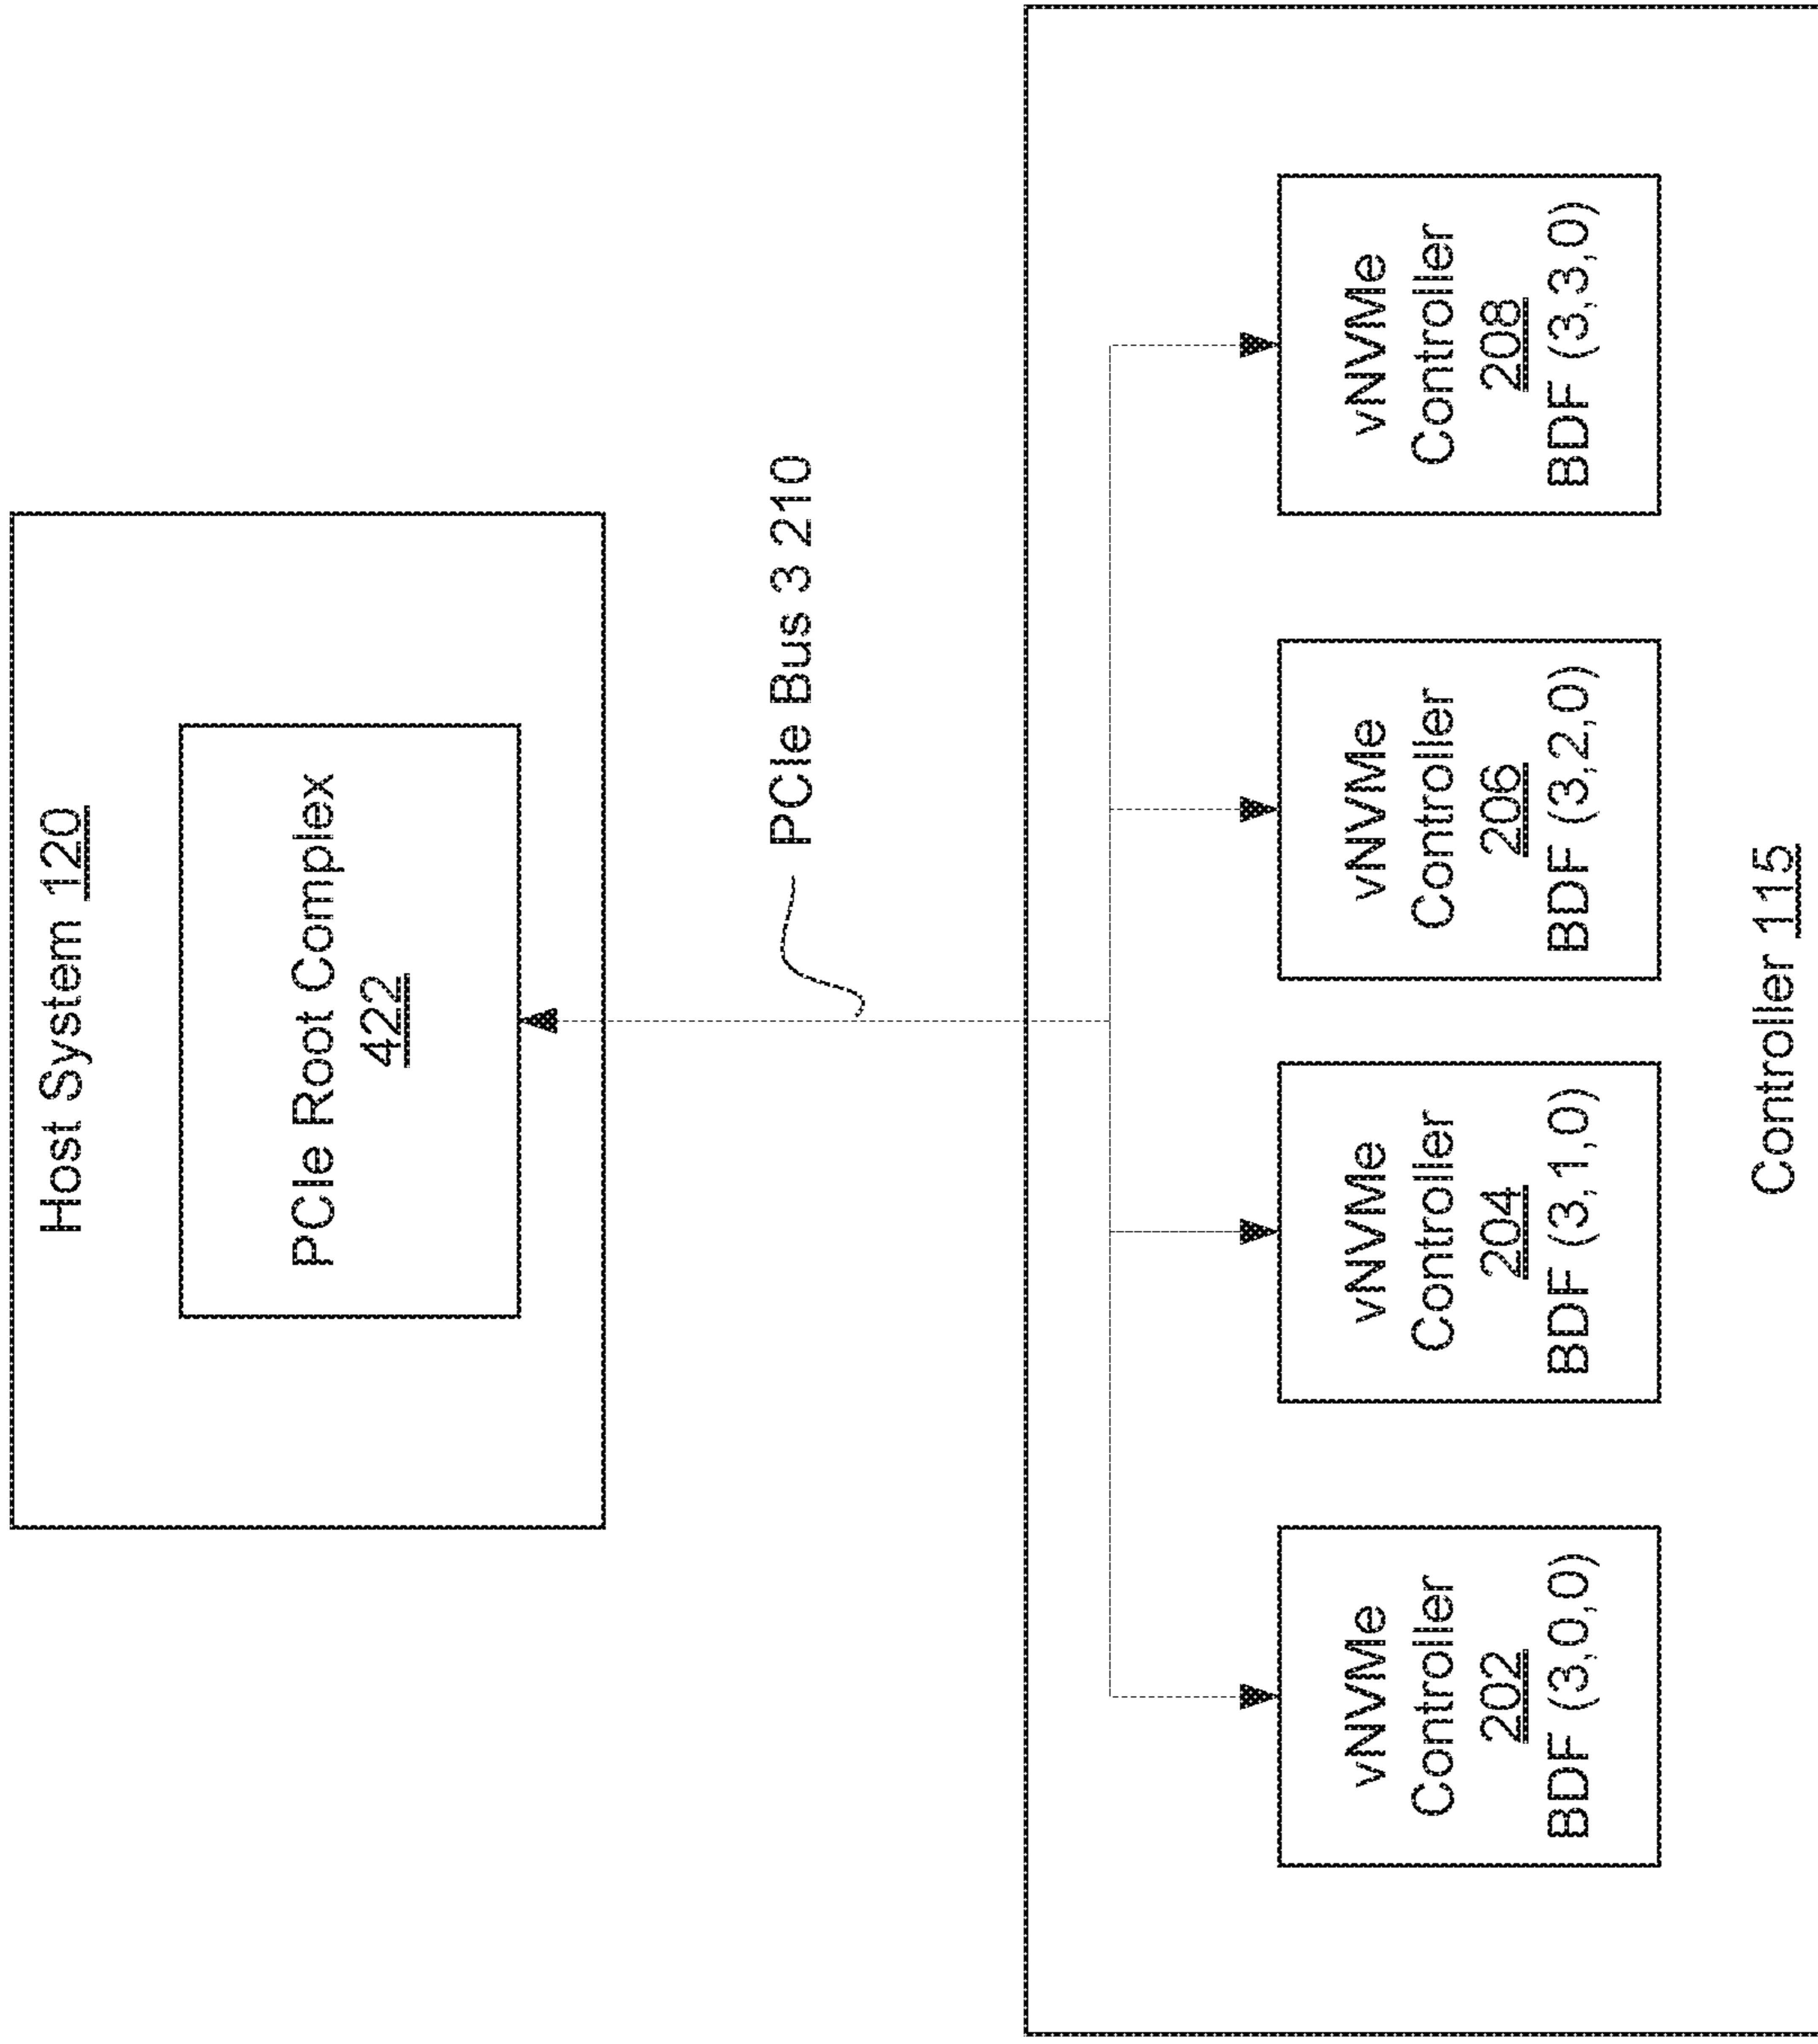 Host System 120
PCIe Root Complex
422
PCIe Bus 3 210
vNVMe
Controller
202
BDF (3,0,0)
vNVMe
Controller
204
BDF (3,1,0)
vNVMe
Controller
206
BDF (3,2,0)
vNVMe
Controller
208
BDF (3,3,0)
Controller 115